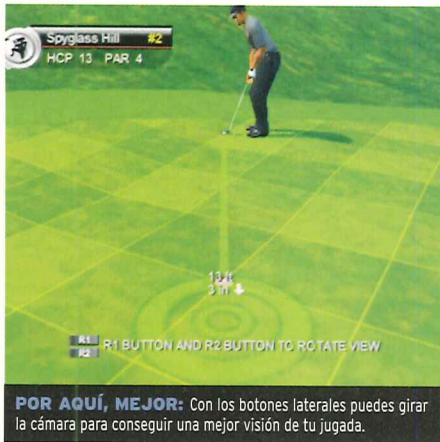 Spyglass Hill #2
HCP 13 PAR 4
13 ft
3 in
R1 R1 BUTTON AND R2 BUTTON TO ROTATE VIEW
R2
POR AQUÍ, MEJOR: Con los botones laterales puedes girar
la cámara para conseguir una mejor visión de tu jugada.